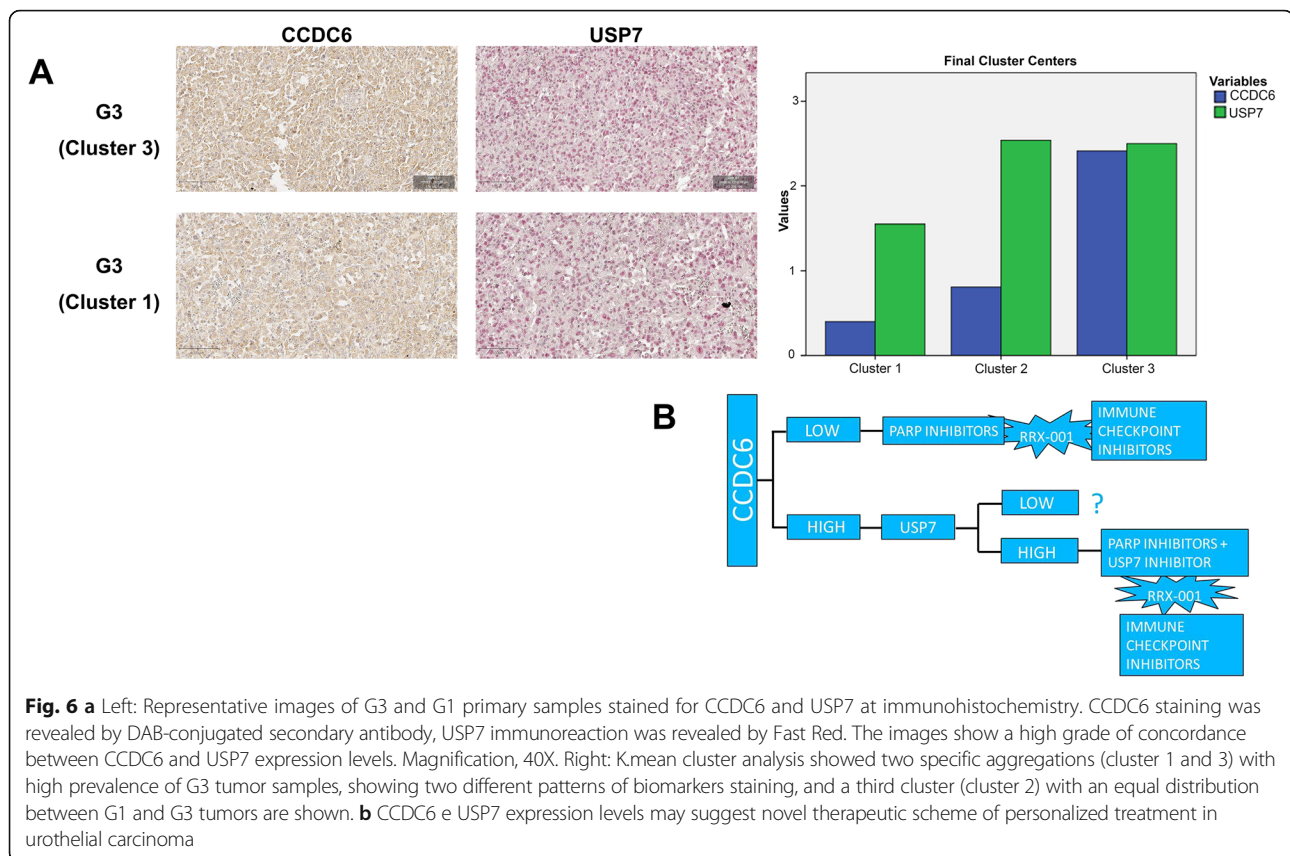 CCDC6
USP7
A
G3
(Cluster 3)
G3
(Cluster 1)
Final Cluster Centers
Variables
CCDC6
USP7
Values
3
2
1
0
Cluster 1
Cluster 2
Cluster 3
B
CCDC6
LOW
PARP INHIBITORS
RRX-001
IMMUNE
CHECKPOINT
INHIBITORS
HIGH
USP7
LOW
?
HIGH
PARP INHIBITORS +
USP7 INHIBITOR
RRX-001
IMMUNE
CHECKPOINT
INHIBITORS
Fig. 6 a Left: Representative images of G3 and G1 primary samples stained for CCDC6 and USP7 at immunohistochemistry. CCDC6 staining was
revealed by DAB-conjugated secondary antibody, USP7 immunoreaction was revealed by Fast Red. The images show a high grade of concordance
between CCDC6 and USP7 expression levels. Magnification, 40X. Right: K.mean cluster analysis showed two specific aggregations (cluster 1 and 3) with
high prevalence of G3 tumor samples, showing two different patterns of biomarkers staining, and a third cluster (cluster 2) with an equal distribution
between G1 and G3 tumors are shown. b CCDC6 e USP7 expression levels may suggest novel therapeutic scheme of personalized treatment in
urothelial carcinoma